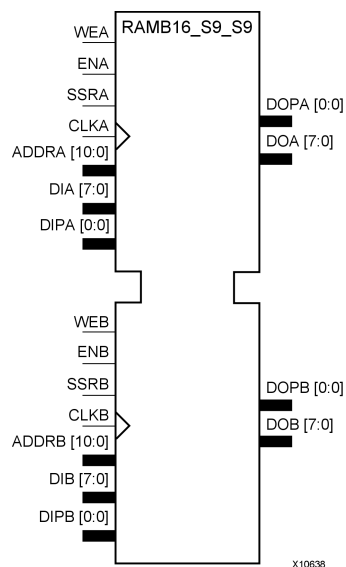 RAMB16_S9_S9
WEA
ENA
SSRA
CLKA
ADDRA [10:0]
DIA [7:0]
DIPA [0:0]
DOPA [0:0]
DOA [7:0]
WEB
ENB
SSRB
CLKB
ADDRB [10:0]
DIB [7:0]
DIPB [0:0]
DOPB [0:0]
DOB [7:0]
X10638